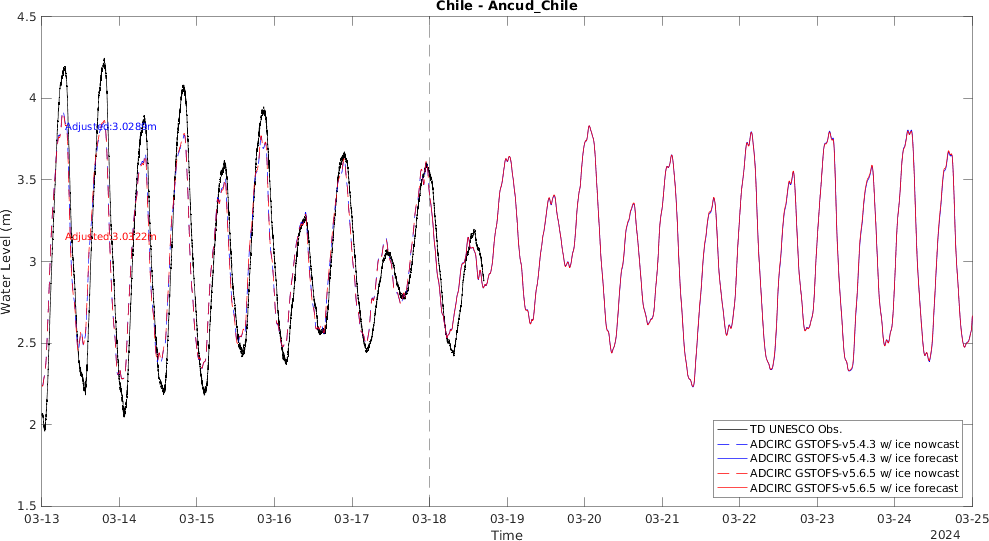 Chile - Ancud_Chile
4.5
4
3.5
3
2.5
2
1.5
Water Level (m)
Adjusted:3.0284m
Adjusted:3.0322m
TD UNESCO Obs.
ADCIRC GSTOFS-v5.4.3 w/ ice nowcast
ADCIRC GSTOFS-v5.4.3 w/ ice forecast
ADCIRC GSTOFS-v5.6.5 w/ ice nowcast
ADCIRC GSTOFS-v5.6.5 w/ ice forecast
03-13 03-14 03-15 03-16 03-17 03-18 03-19 03-20 03-21 03-22 03-23 03-24 03-25
Time
2024